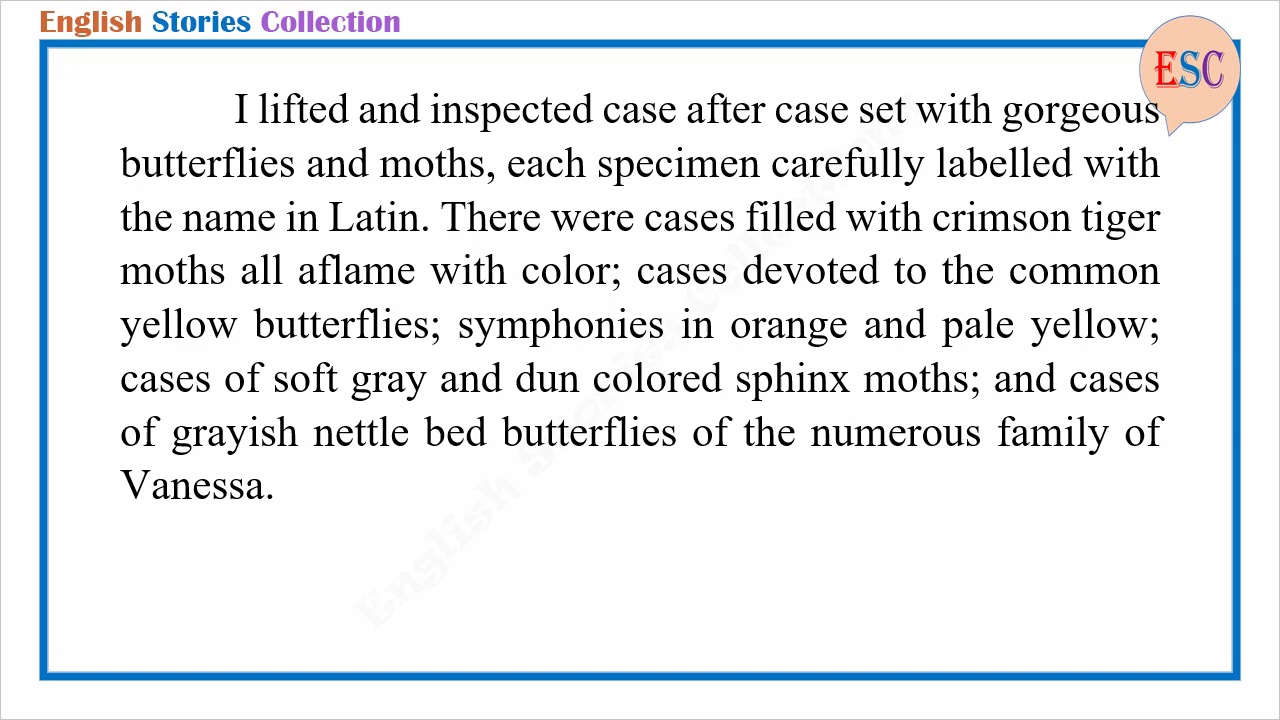 English Stories Collection
ESC
I lifted and inspected case after case set with gorgeous
butterflies and moths, each specimen carefully labelled with
the name in Latin. There were cases filled with crimson tiger
moths all aflame with color; cases devoted to the common
yellow butterflies; symphonies in orange and pale yellow;
cases of soft gray and dun colored sphinx moths; and cases
of grayish nettle bed butterflies of the numerous family of
Vanessa.
English Stories Collection